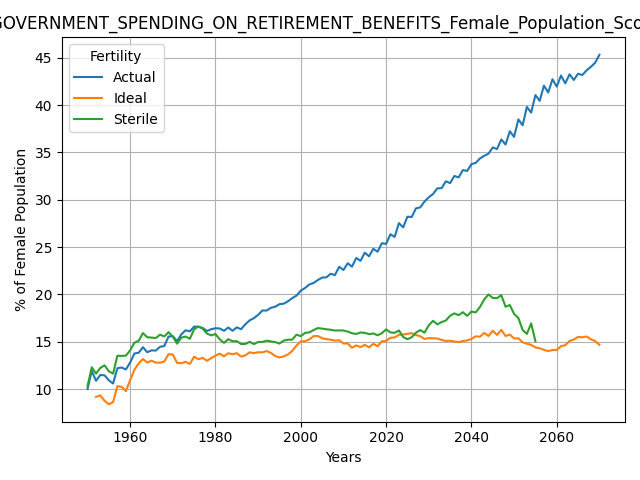 GOVERNMENT_SPENDING_ON_RETIREMENT_BENEFITS_Female_Population_Sco
Fertility
Actual
Ideal
Sterile
% of Female Population
45
40
35
30
25
20
15
10
1960 1980 2000 2020 2040 2060
Years